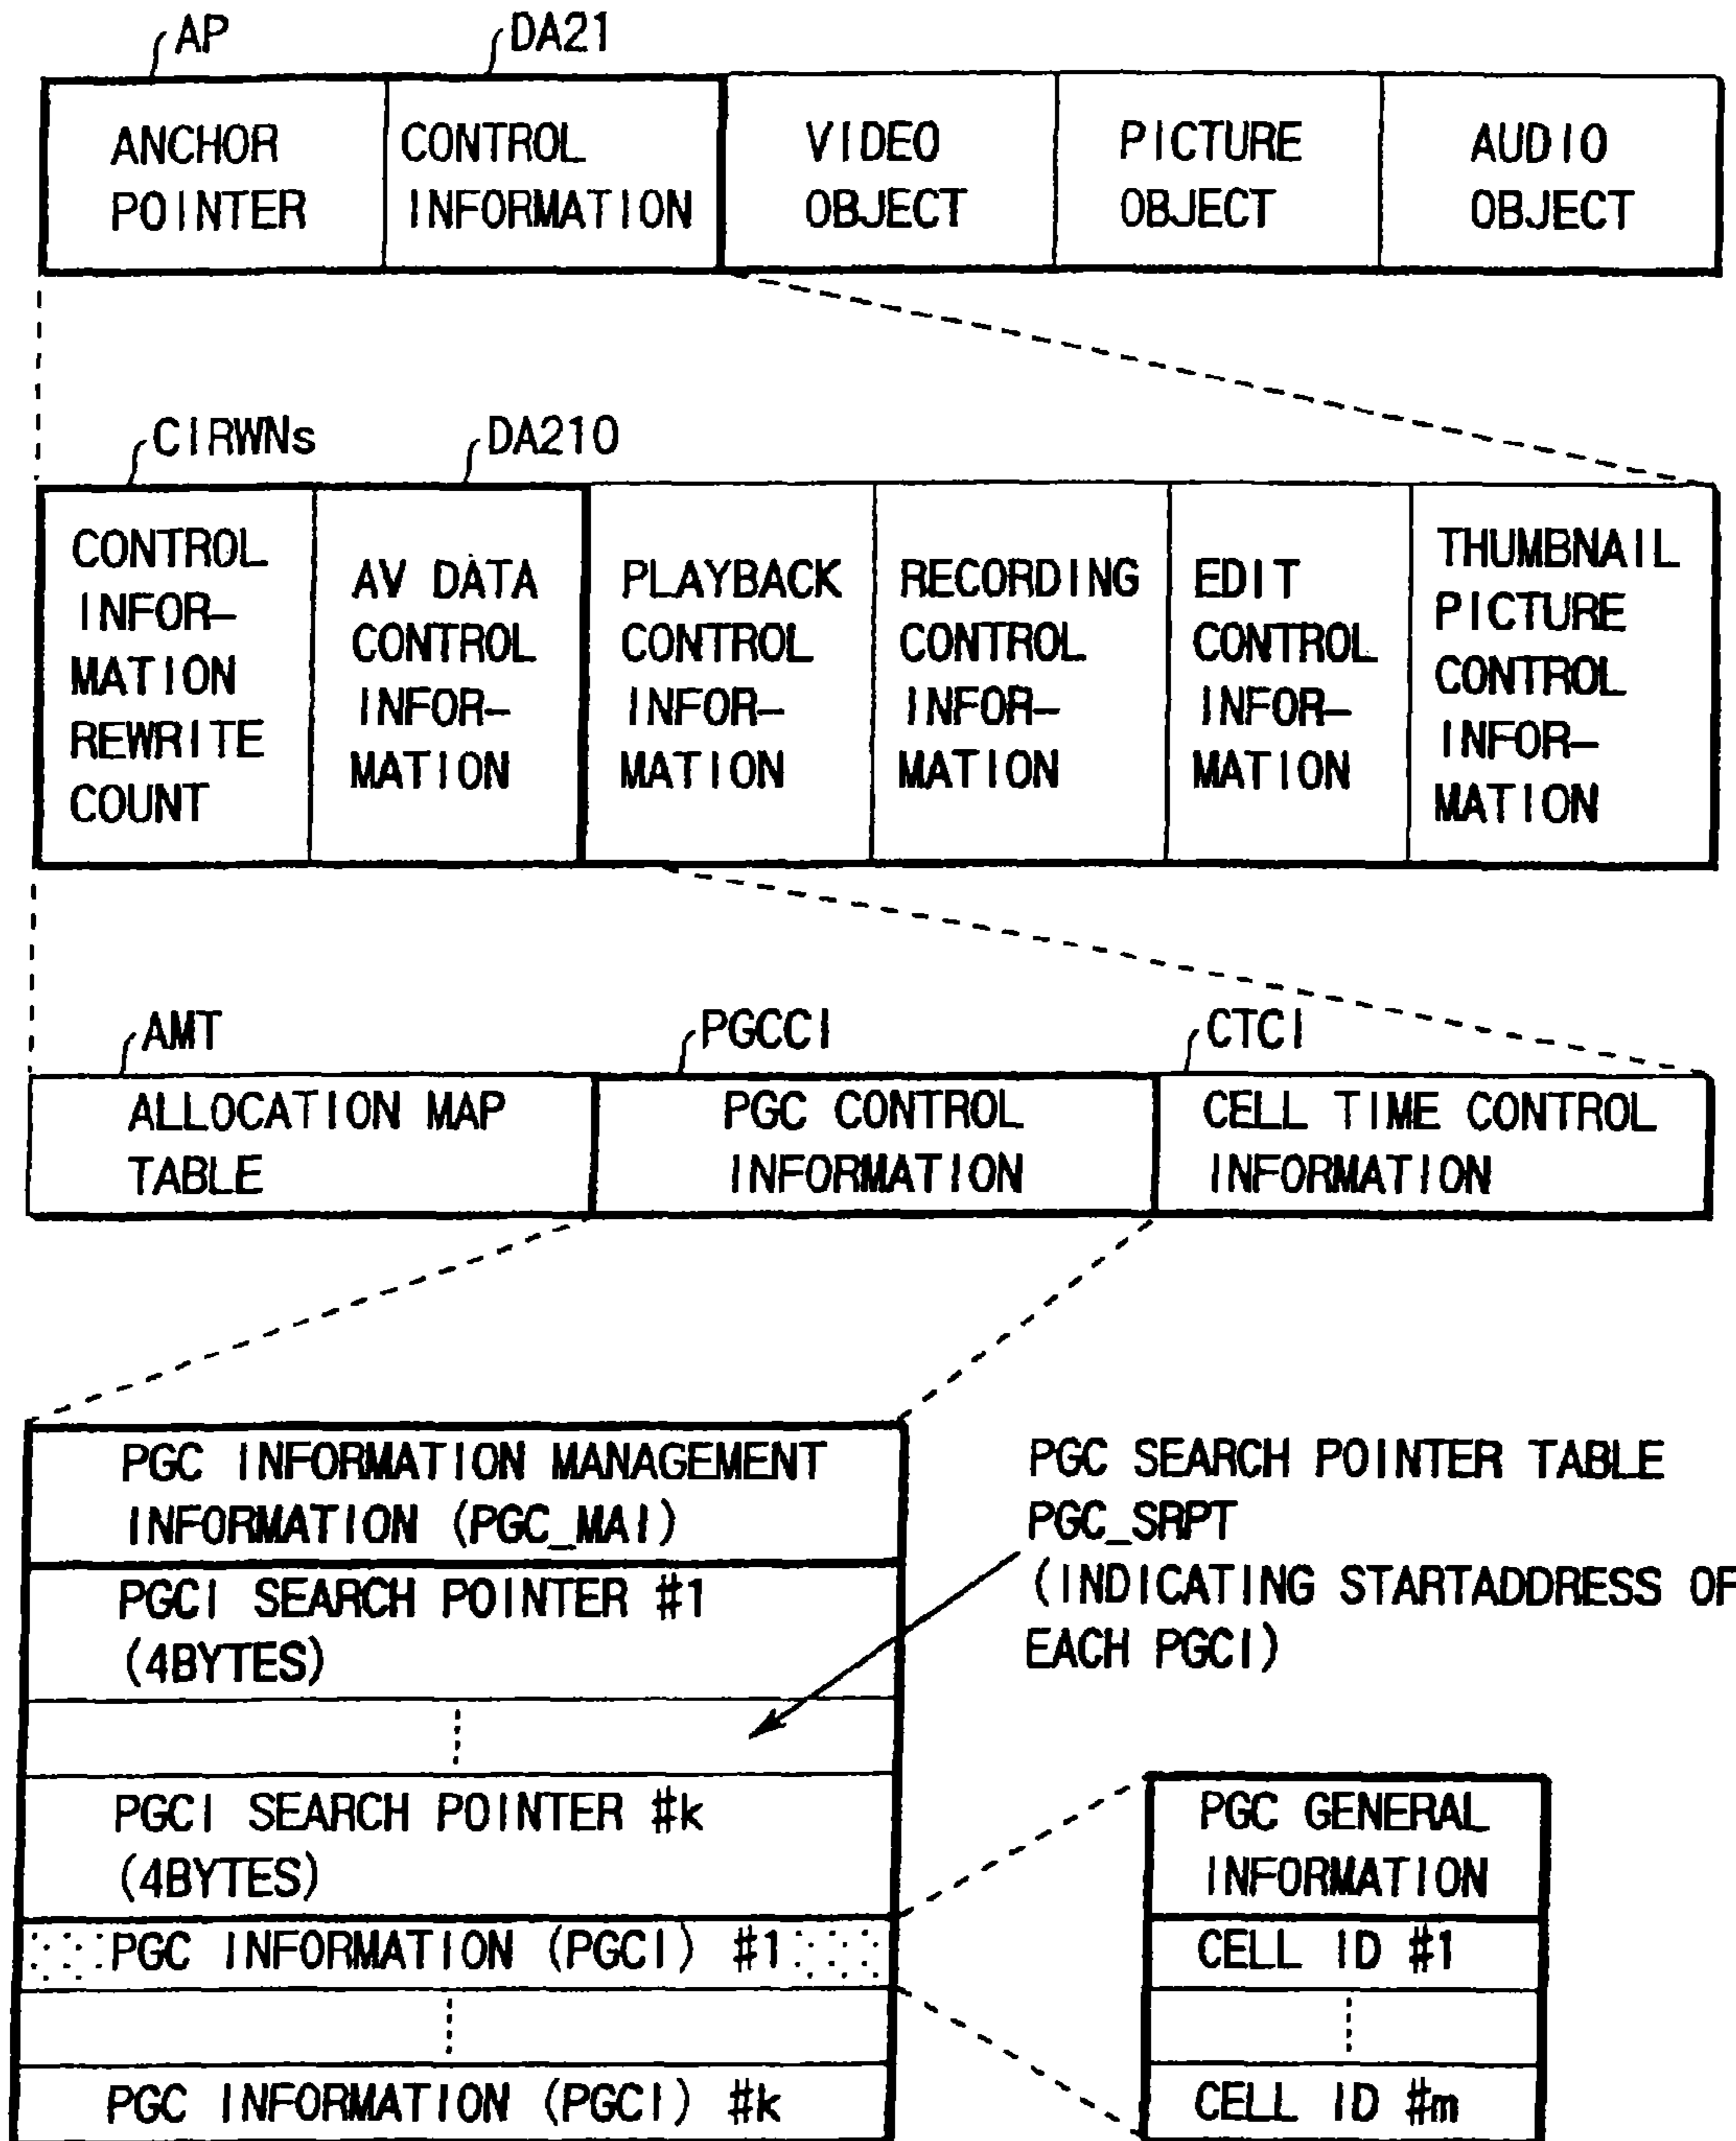 AP
DA21
ANCHOR
POINTER
CONTROL
INFORMATION
VIDEO
OBJECT
PICTURE
OBJECT
AUDIO
OBJECT
CIRWNs
DA210
CONTROL
INFOR-
MATION
REWRITE
COUNT
AV DATA
CONTROL
INFOR-
MATION
PLAYBACK
CONTROL
INFOR-
MATION
RECORDING
CONTROL
INFOR-
MATION
EDIT
CONTROL
INFOR-
MATION
THUMBNAIL
PICTURE
CONTROL
INFOR-
MATION
AMT
PGCCI
CTCI
ALLOCATION MAP
TABLE
PGC CONTROL
INFORMATION
CELL TIME CONTROL
INFORMATION
PGC INFORMATION MANAGEMENT
INFORMATION (PGC_MAI)
PGCI SEARCH POINTER #1
(4BYTES)
PGCI SEARCH POINTER #k
(4BYTES)
PGC INFORMATION (PGCI) #1
PGC INFORMATION (PGCI) #k
PGC SEARCH POINTER TABLE
PGC_SRPT
(INDICATING STARTADDRESS OF
EACH PGCI)
PGC GENERAL
INFORMATION
CELL ID #1
CELL ID #m